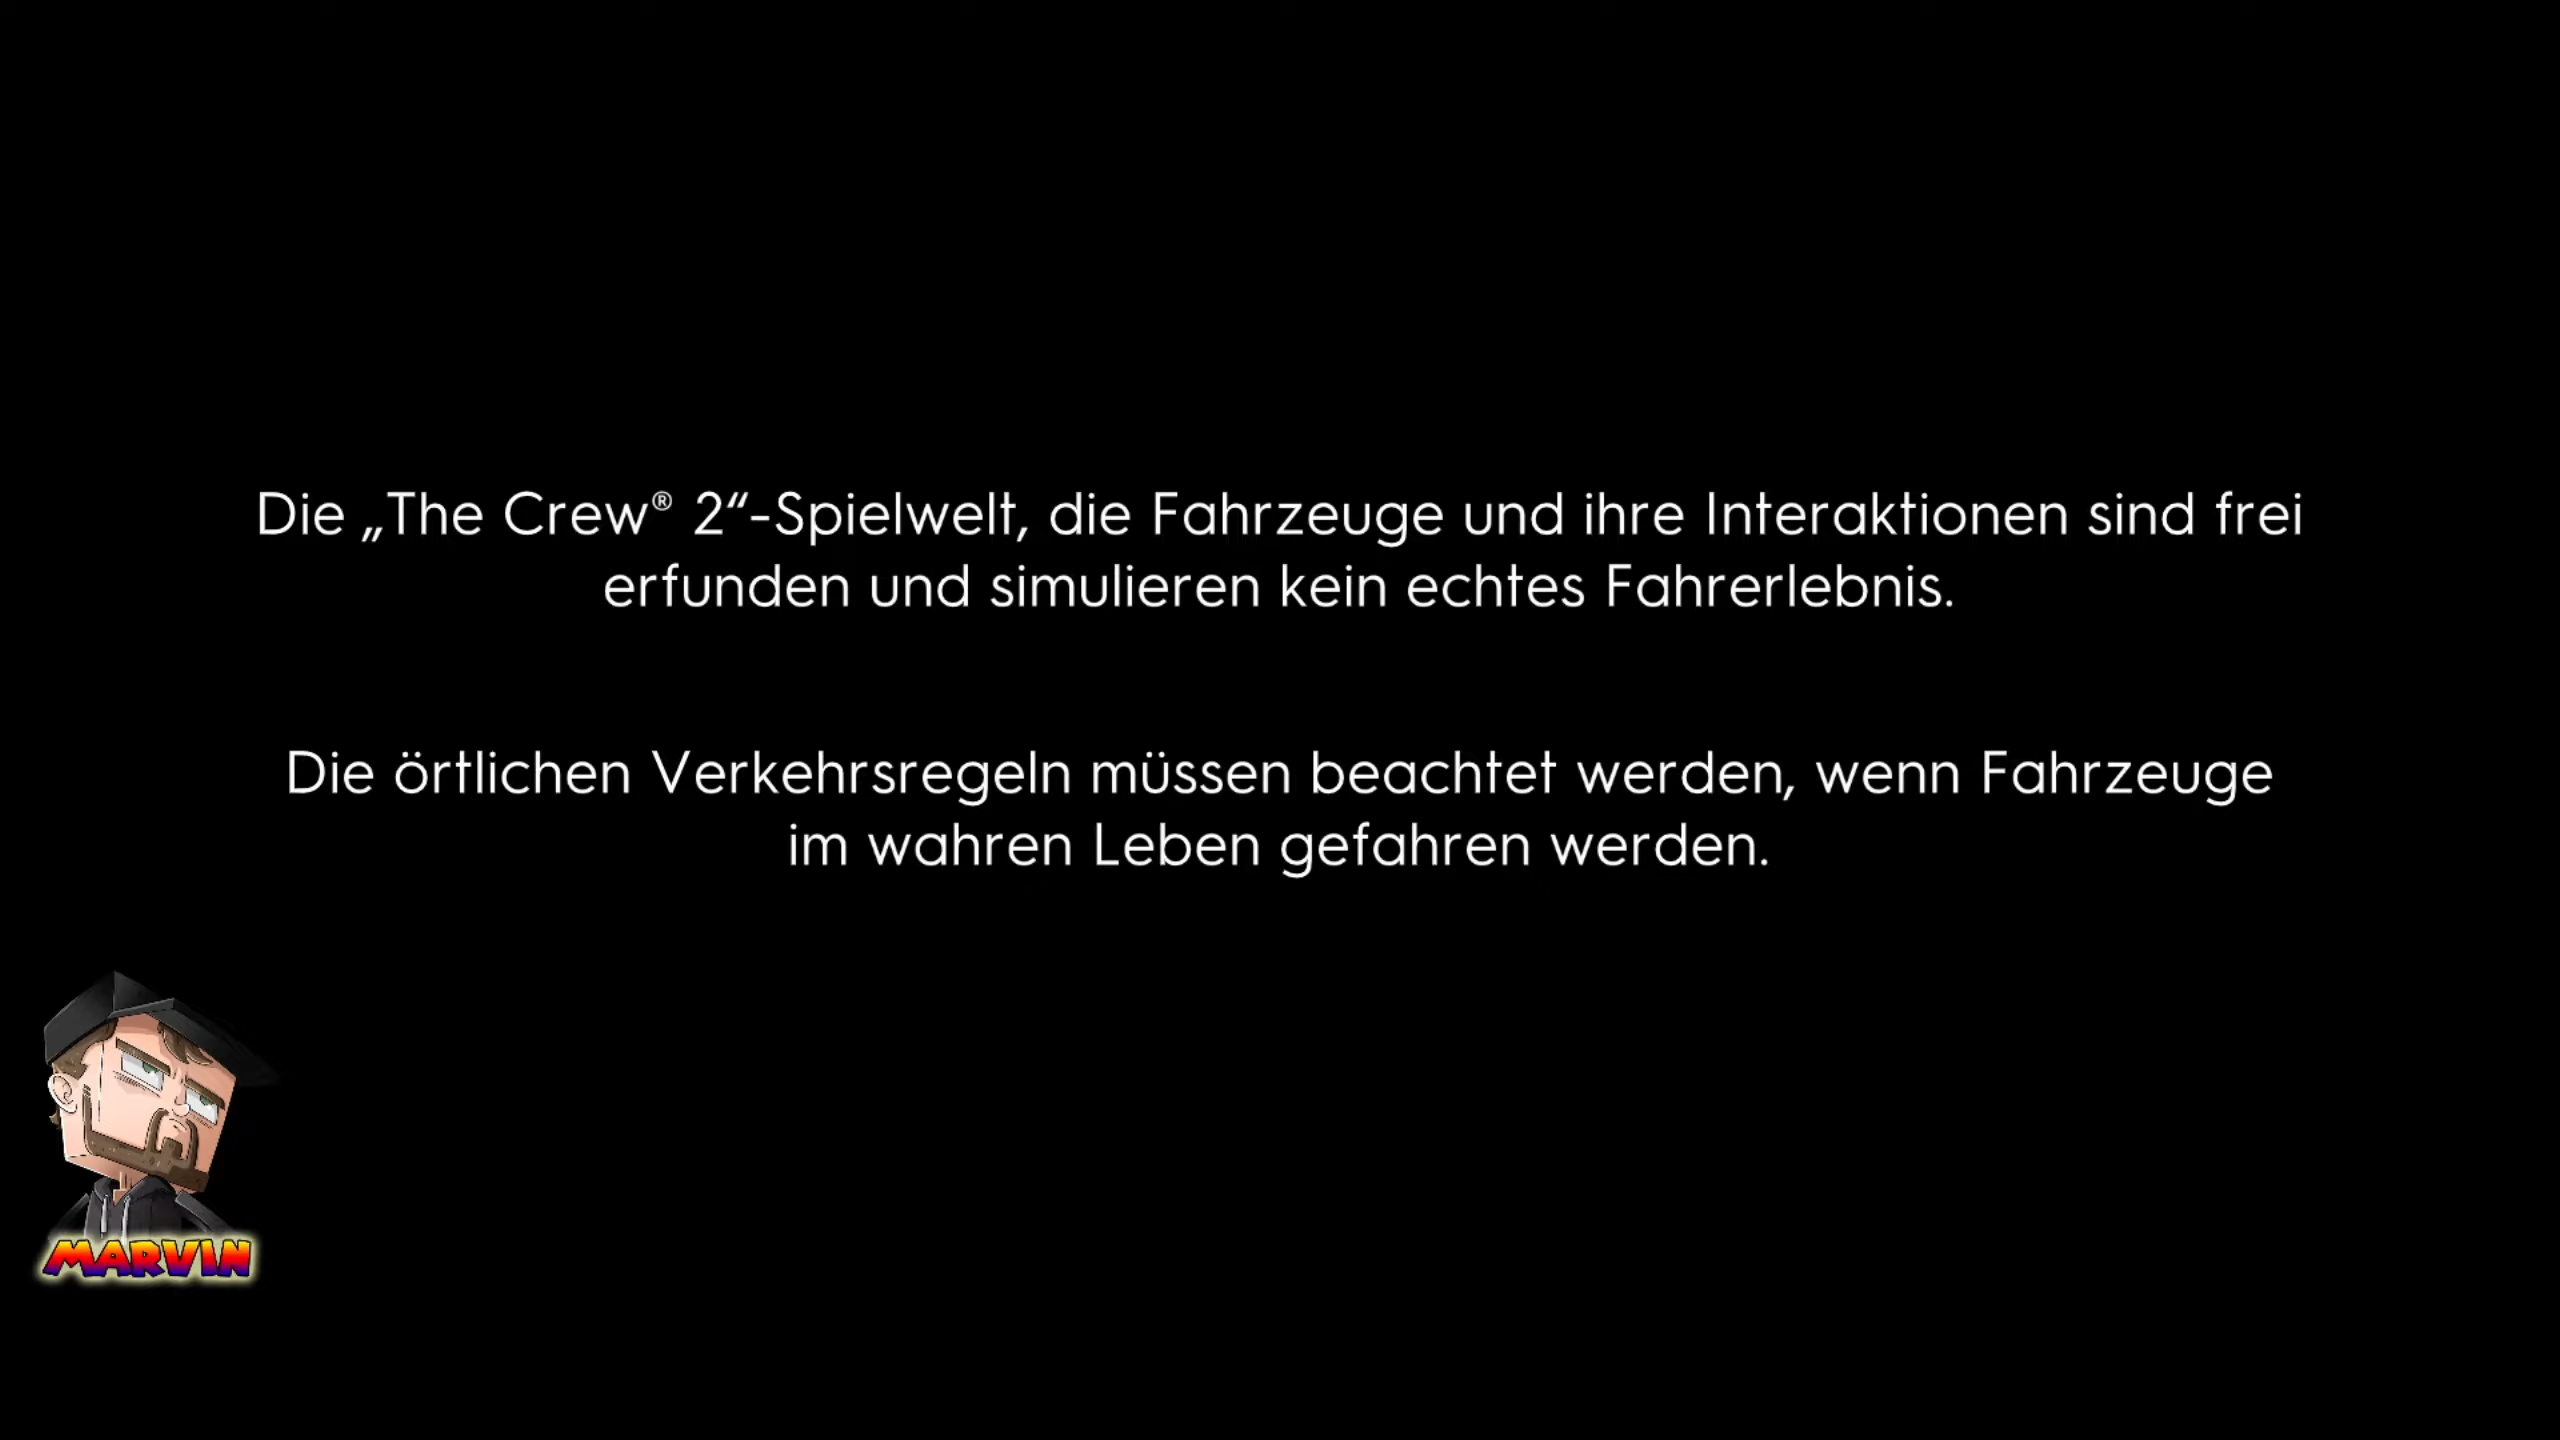 Die „The Crew® 2“-Spielwelt, die Fahrzeuge und ihre Interaktionen sind frei
erfunden und simulieren kein echtes Fahrerlebnis.
Die örtlichen Verkehrsregeln müssen beachtet werden, wenn Fahrzeuge
im wahren Leben gefahren werden.
MARVIN